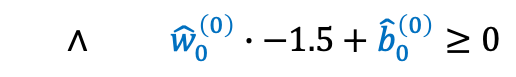 ∧ ŵ₀⁽⁰⁾ · −1.5 + b̂₀⁽⁰⁾ ≥ 0